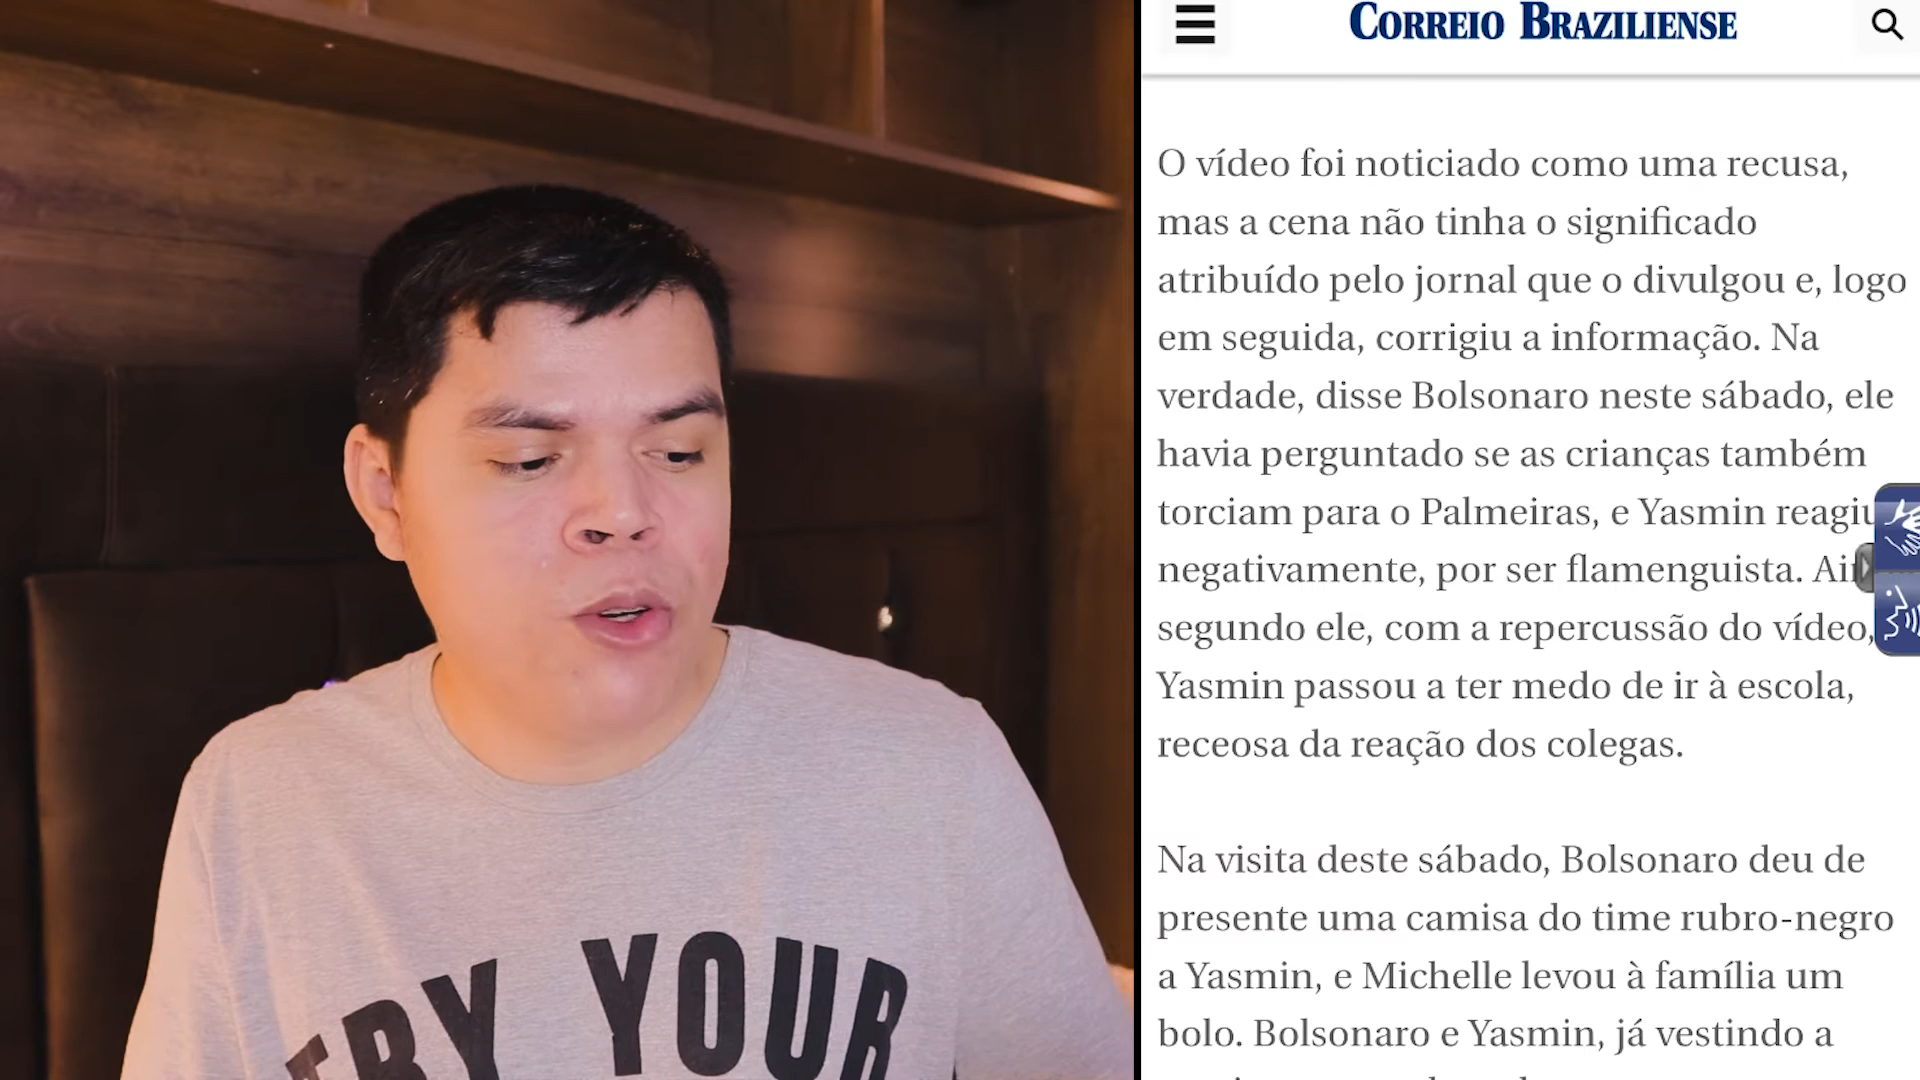 CORREIO BRAZILIENSE
O vídeo foi noticiado como uma recusa,
mas a cena não tinha o significado
atribuído pelo jornal que o divulgou e, logo
em seguida, corrigiu a informação. Na
verdade, disse Bolsonaro neste sábado, ele
havia perguntado se as crianças também
torciam para o Palmeiras, e Yasmin reagiu
negativamente, por ser flamenguista.
segundo ele, com a repercussão do vídeo,
Yasmin passou a ter medo de ir à escola,
receosa da reação dos colegas.
Na visita deste sábado, Bolsonaro deu de
presente uma camisa do time rubro-negro
a Yasmin, e Michelle levou à família um
bolo. Bolsonaro e Yasmin, já vestindo a
YOUR